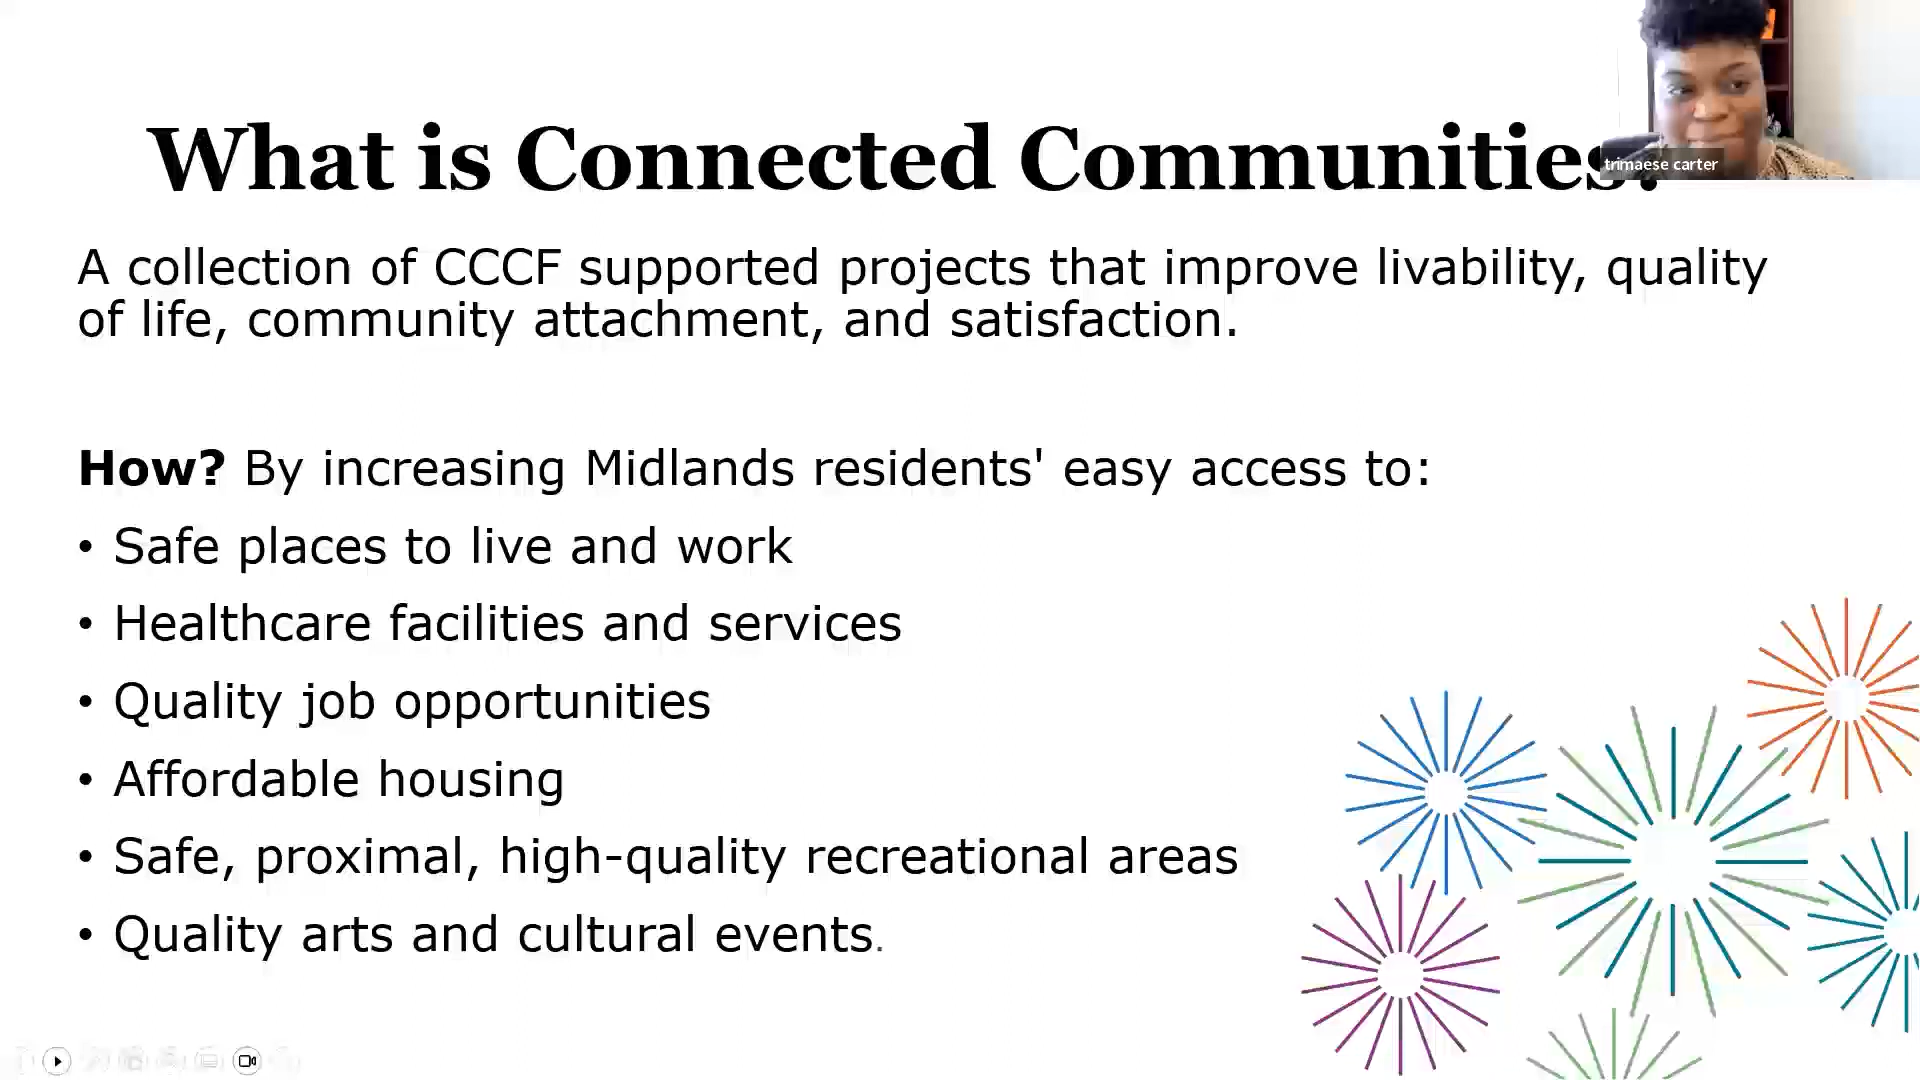 What is Connected Communities?
trimaese carter
A collection of CCCF supported projects that improve livability, quality
of life, community attachment, and satisfaction.
How? By increasing Midlands residents' easy access to:
• Safe places to live and work
• Healthcare facilities and services
• Quality job opportunities
• Affordable housing
• Safe, proximal, high-quality recreational areas
• Quality arts and cultural events.